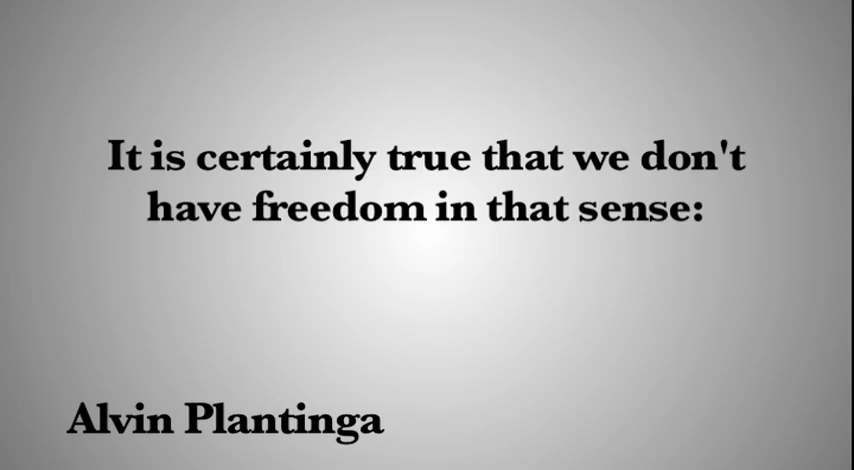 It is certainly true that we don't
have freedom in that sense:
Alvin Plantinga